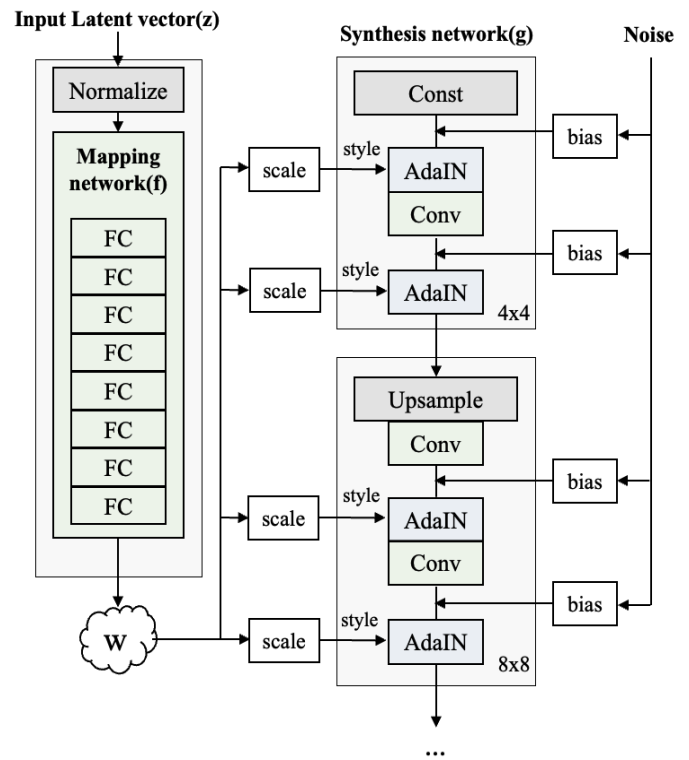 Input Latent vector(z)
Normalize
Mapping
network(f)
FC
FC
FC
FC
FC
FC
FC
FC
W
Synthesis network(g)
Noise
Const
bias
scale
style
AdaIN
Conv
bias
scale
style
AdaIN
4x4
Upsample
Conv
bias
scale
style
AdaIN
Conv
bias
scale
style
AdaIN
8x8
...